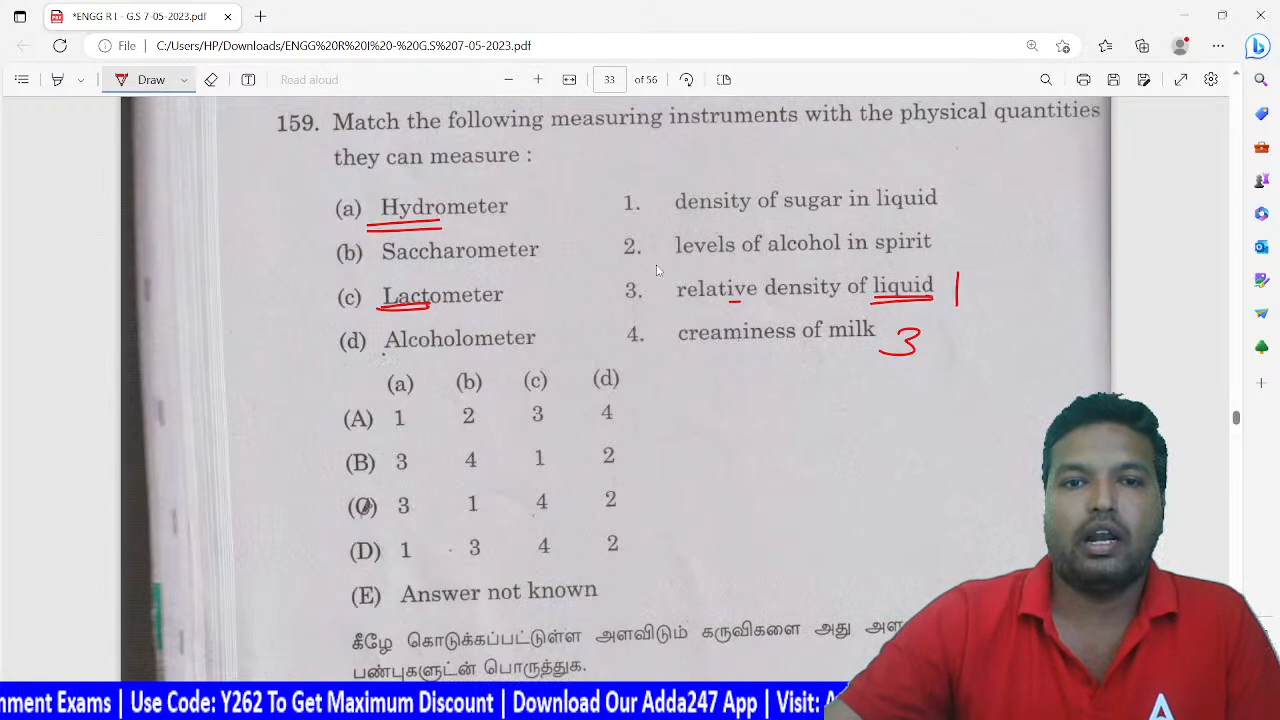 *ENGG R I - G.S 7-05-2023.pdf
File C:/Users/HP/Downloads/ENGG%20R%20I%20-%20G.S%207-05-2023.pdf
Draw Read aloud 33 of 56
159. Match the following measuring instruments with the physical quantities
they can measure :
(a) Hydrometer 1. density of sugar in liquid
(b) Saccharometer 2. levels of alcohol in spirit
(c) Lactometer 3. relative density of liquid 1
(d) Alcoholometer 4. creaminess of milk 3
(a) (b) (c) (d)
(A) 1 2 3 4
(B) 3 4 1 2
(C) 3 1 4 2
(D) 1 3 4 2
(E) Answer not known
கீழே கொடுக்கப்பட்டுள்ள அளவிடும் கருவிகளை அது
பண்புகளுடன் பொருத்துக.
nment Exams | Use Code: Y262 To Get Maximum Discount | Download Our Adda247 App | Visit: